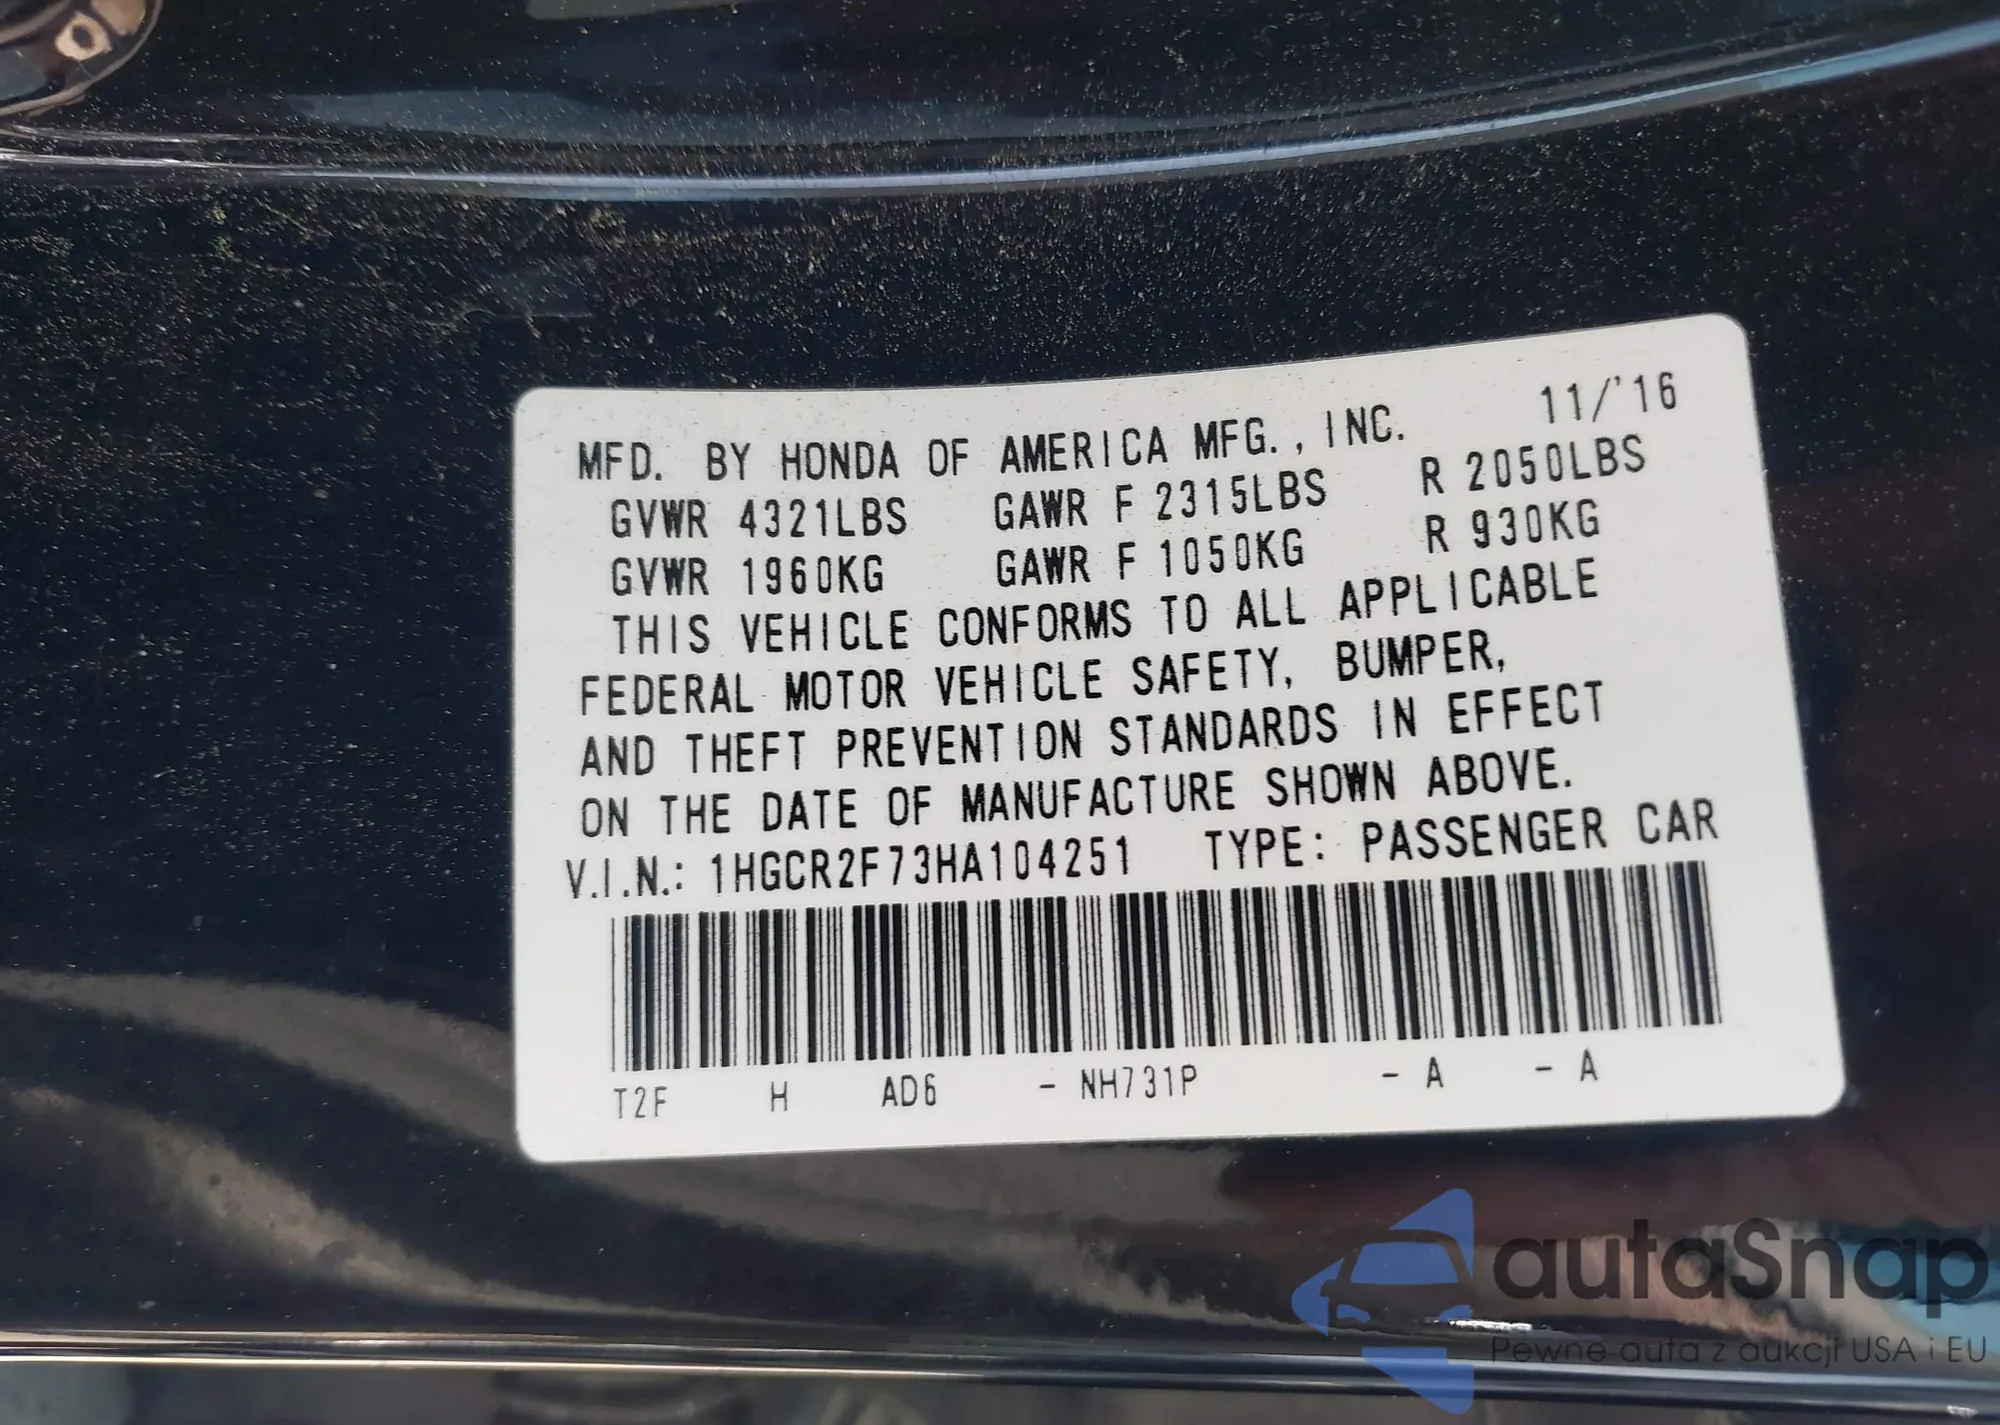 MFD. BY HONDA OF AMERICA MFG., INC. 11/'16
GVWR 4321LBS GAWR F 2315LBS R 2050LBS
GVWR 1960KG GAWR F 1050KG R 930KG
THIS VEHICLE CONFORMS TO ALL APPLICABLE
FEDERAL MOTOR VEHICLE SAFETY, BUMPER,
AND THEFT PREVENTION STANDARDS IN EFFECT
ON THE DATE OF MANUFACTURE SHOWN ABOVE.
V.I.N.: 1HGCR2F73HA104251 TYPE: PASSENGER CAR
T2F H AD6 - NH731P - A - A
autaSnap
Pewne auta z aukcji USA i EU